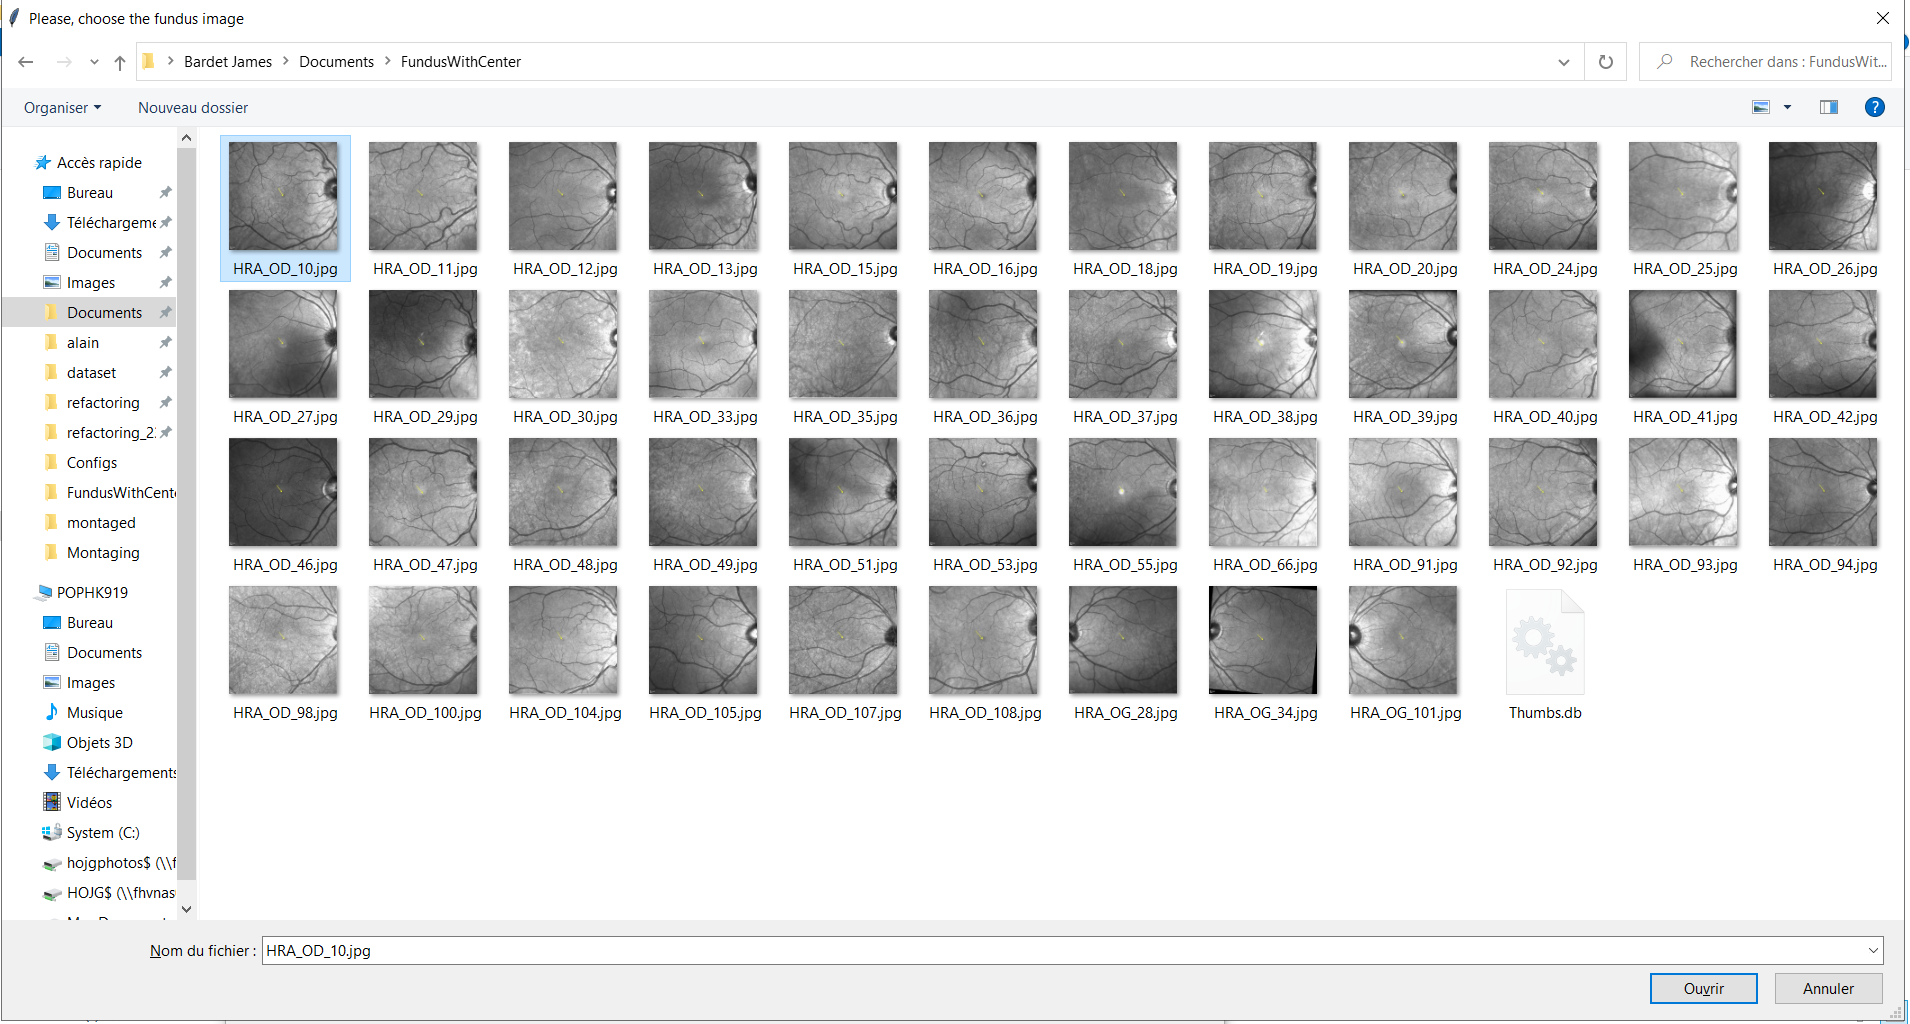 Please, choose the fundus image
Bardet James Documents FundusWithCenter
Rechercher dans : FundusWit...
Organiser Nouveau dossier
Accès rapide
Bureau
Téléchargeme
Documents
Images
Documents
alain
dataset
refactoring
refactoring_2
Configs
FundusWithCente
montaged
Montaging
POPHK919
Bureau
Documents
Images
Musique
Objets 3D
Téléchargements
Vidéos
System (C:)
hojgphotos$ (\\f
HOJG$ (\\fhvnas
HRA_OD_10.jpg HRA_OD_11.jpg HRA_OD_12.jpg HRA_OD_13.jpg HRA_OD_15.jpg HRA_OD_16.jpg HRA_OD_18.jpg HRA_OD_19.jpg HRA_OD_20.jpg HRA_OD_24.jpg HRA_OD_25.jpg HRA_OD_26.jpg
HRA_OD_27.jpg HRA_OD_29.jpg HRA_OD_30.jpg HRA_OD_33.jpg HRA_OD_35.jpg HRA_OD_36.jpg HRA_OD_37.jpg HRA_OD_38.jpg HRA_OD_39.jpg HRA_OD_40.jpg HRA_OD_41.jpg HRA_OD_42.jpg
HRA_OD_46.jpg HRA_OD_47.jpg HRA_OD_48.jpg HRA_OD_49.jpg HRA_OD_51.jpg HRA_OD_53.jpg HRA_OD_55.jpg HRA_OD_66.jpg HRA_OD_91.jpg HRA_OD_92.jpg HRA_OD_93.jpg HRA_OD_94.jpg
HRA_OD_98.jpg HRA_OD_100.jpg HRA_OD_104.jpg HRA_OD_105.jpg HRA_OD_107.jpg HRA_OD_108.jpg HRA_OG_28.jpg HRA_OG_34.jpg HRA_OG_101.jpg Thumbs.db
Nom du fichier : HRA_OD_10.jpg
Ouvrir Annuler